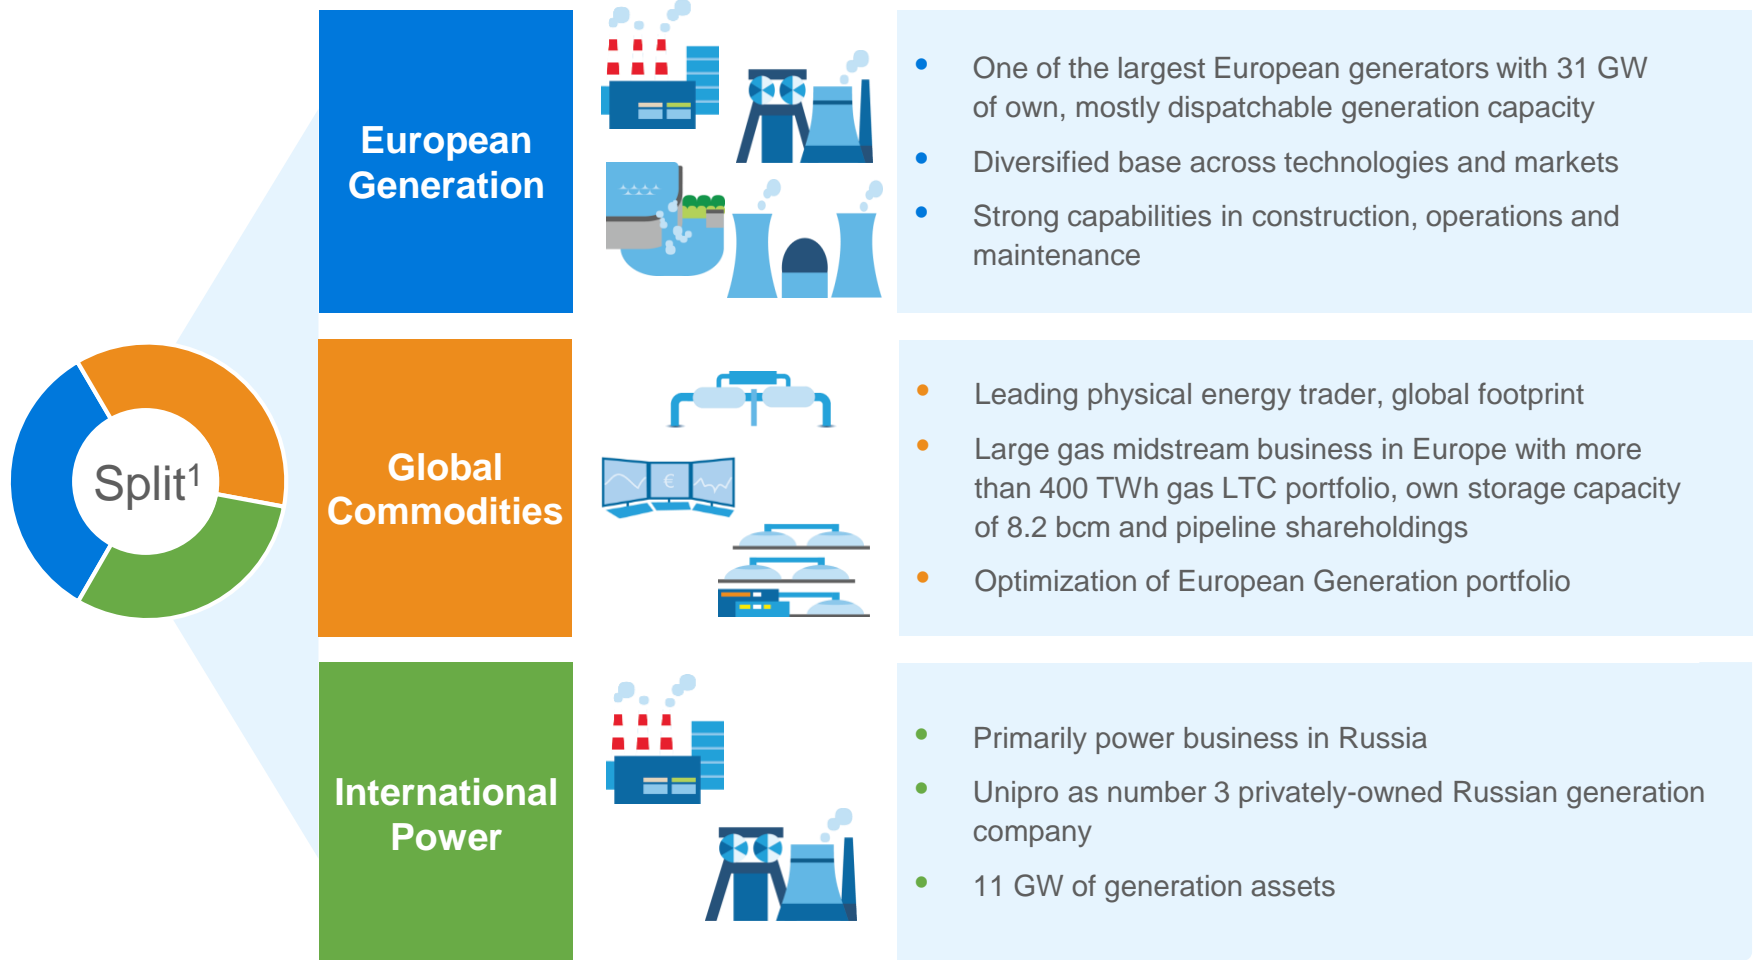 Split¹
European
Generation
One of the largest European generators with 31 GW
of own, mostly dispatchable generation capacity
Diversified base across technologies and markets
Strong capabilities in construction, operations and
maintenance
Global
Commodities
€
Leading physical energy trader, global footprint
Large gas midstream business in Europe with more
than 400 TWh gas LTC portfolio, own storage capacity
of 8.2 bcm and pipeline shareholdings
Optimization of European Generation portfolio
International
Power
Primarily power business in Russia
Unipro as number 3 privately-owned Russian generation
company
11 GW of generation assets